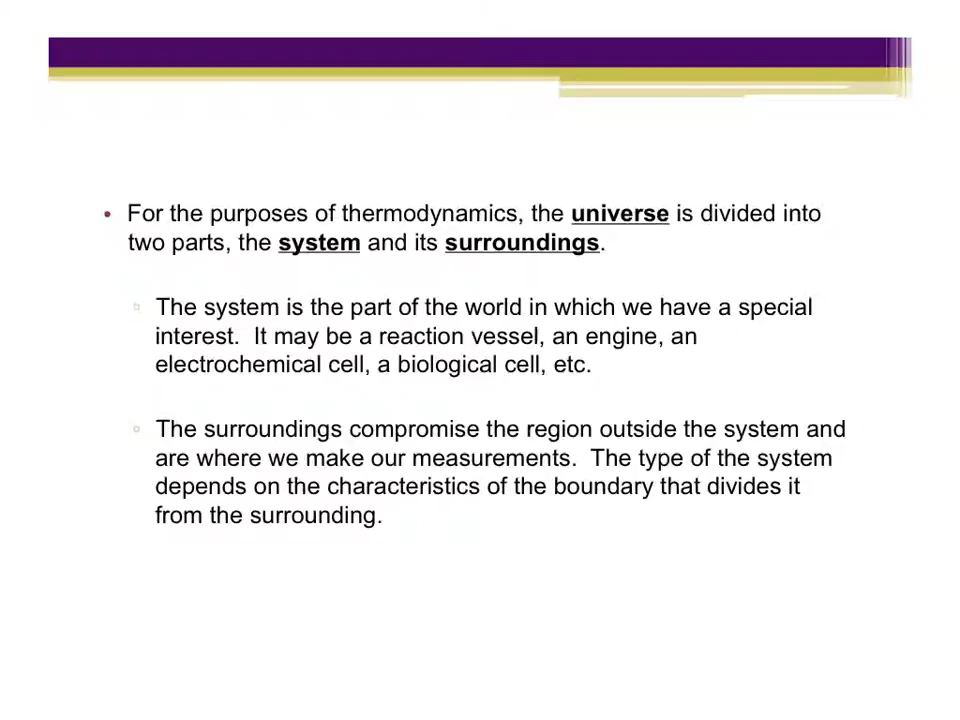 • For the purposes of thermodynamics, the universe is divided into
two parts, the system and its surroundings.
▫ The system is the part of the world in which we have a special
interest.  It may be a reaction vessel, an engine, an
electrochemical cell, a biological cell, etc.
▫ The surroundings compromise the region outside the system and
are where we make our measurements.  The type of the system
depends on the characteristics of the boundary that divides it
from the surrounding.